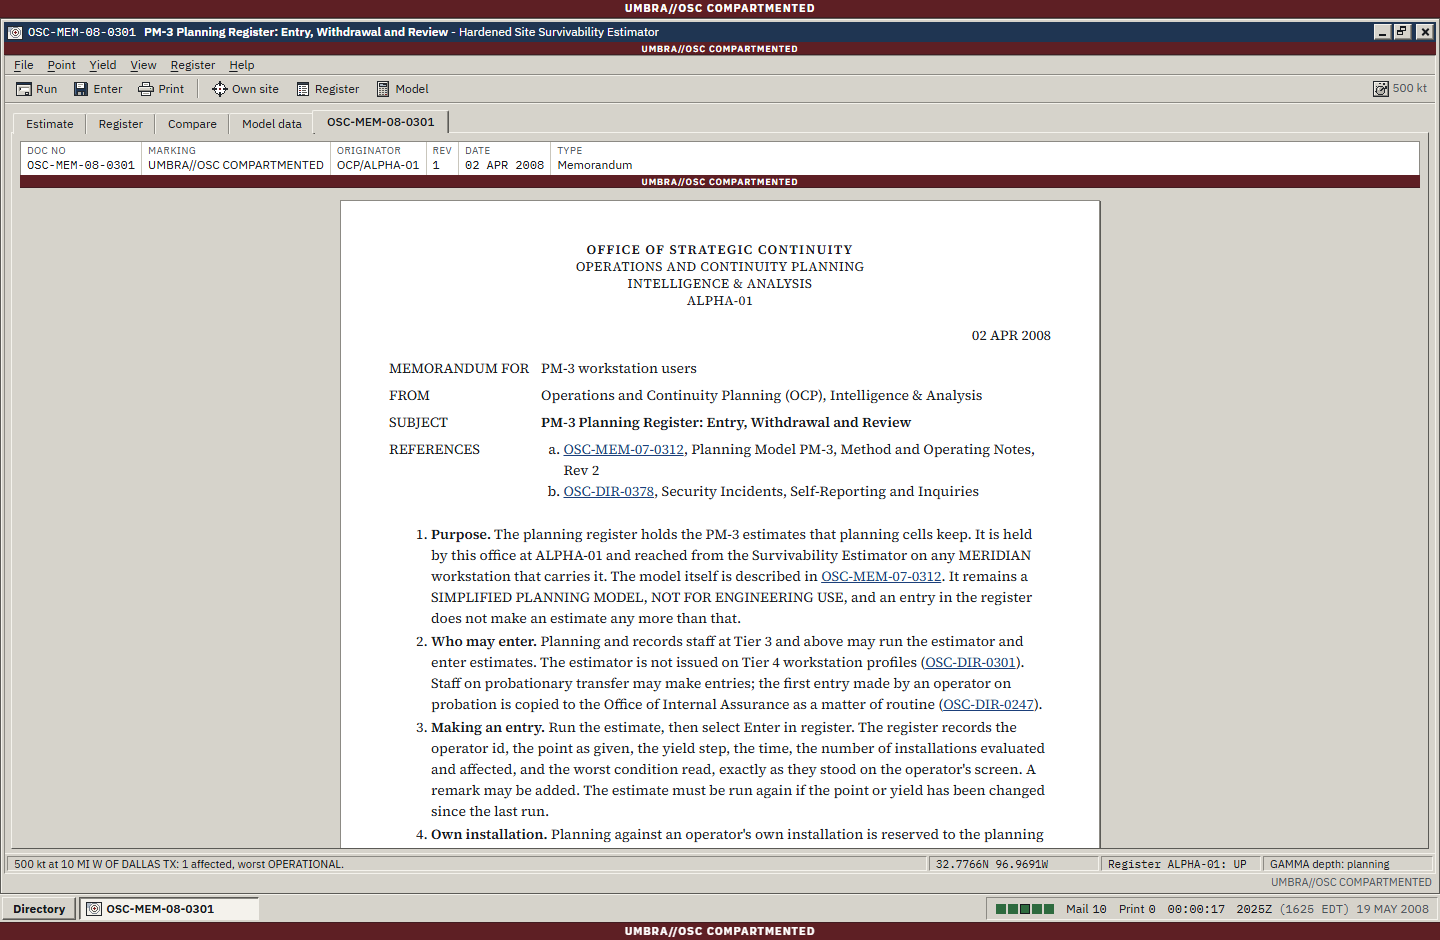 UMBRA//OSC COMPARTMENTED
OSC-MEM-08-0301 PM-3 Planning Register: Entry, Withdrawal and Review - Hardened Site Survivability Estimator
UMBRA//OSC COMPARTMENTED
File Point Yield View Register Help
Run Enter Print Own site Register Model 500 kt
Estimate Register Compare Model data OSC-MEM-08-0301
DOC NO MARKING ORIGINATOR REV DATE TYPE
OSC-MEM-08-0301 UMBRA//OSC COMPARTMENTED OCP/ALPHA-01 1 02 APR 2008 Memorandum
UMBRA//OSC COMPARTMENTED
OFFICE OF STRATEGIC CONTINUITY
OPERATIONS AND CONTINUITY PLANNING
INTELLIGENCE & ANALYSIS
ALPHA-01
02 APR 2008
MEMORANDUM FOR PM-3 workstation users
FROM Operations and Continuity Planning (OCP), Intelligence & Analysis
SUBJECT PM-3 Planning Register: Entry, Withdrawal and Review
REFERENCES a. OSC-MEM-07-0312, Planning Model PM-3, Method and Operating Notes,
Rev 2
b. OSC-DIR-0378, Security Incidents, Self-Reporting and Inquiries
1. Purpose. The planning register holds the PM-3 estimates that planning cells keep. It is held
by this office at ALPHA-01 and reached from the Survivability Estimator on any MERIDIAN
workstation that carries it. The model itself is described in OSC-MEM-07-0312. It remains a
SIMPLIFIED PLANNING MODEL, NOT FOR ENGINEERING USE, and an entry in the register
does not make an estimate any more than that.
2. Who may enter. Planning and records staff at Tier 3 and above may run the estimator and
enter estimates. The estimator is not issued on Tier 4 workstation profiles (OSC-DIR-0301).
Staff on probationary transfer may make entries; the first entry made by an operator on
probation is copied to the Office of Internal Assurance as a matter of routine (OSC-DIR-0247).
3. Making an entry. Run the estimate, then select Enter in register. The register records the
operator id, the point as given, the yield step, the time, the number of installations evaluated
and affected, and the worst condition read, exactly as they stood on the operator's screen. A
remark may be added. The estimate must be run again if the point or yield has been changed
since the last run.
4. Own installation. Planning against an operator's own installation is reserved to the planning
500 kt at 10 MI W OF DALLAS TX: 1 affected, worst OPERATIONAL. 32.7766N 96.9691W Register ALPHA-01: UP GAMMA depth: planning
UMBRA//OSC COMPARTMENTED
Directory OSC-MEM-08-0301 Mail 10 Print 0 00:00:17 2025Z (1625 EDT) 19 MAY 2008
UMBRA//OSC COMPARTMENTED